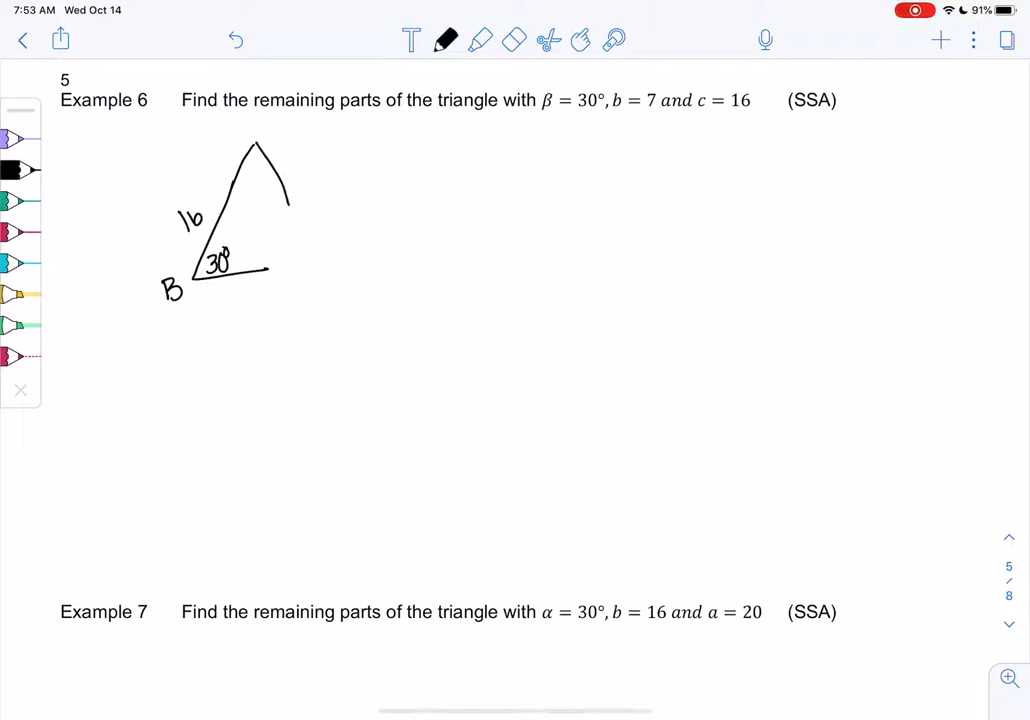 7:53 AM Wed Oct 14 91%
T
5
Example 6 Find the remaining parts of the triangle with β = 30°, b = 7 and c = 16 (SSA)
16
30°
B
5
/
8
Example 7 Find the remaining parts of the triangle with α = 30°, b = 16 and a = 20 (SSA)